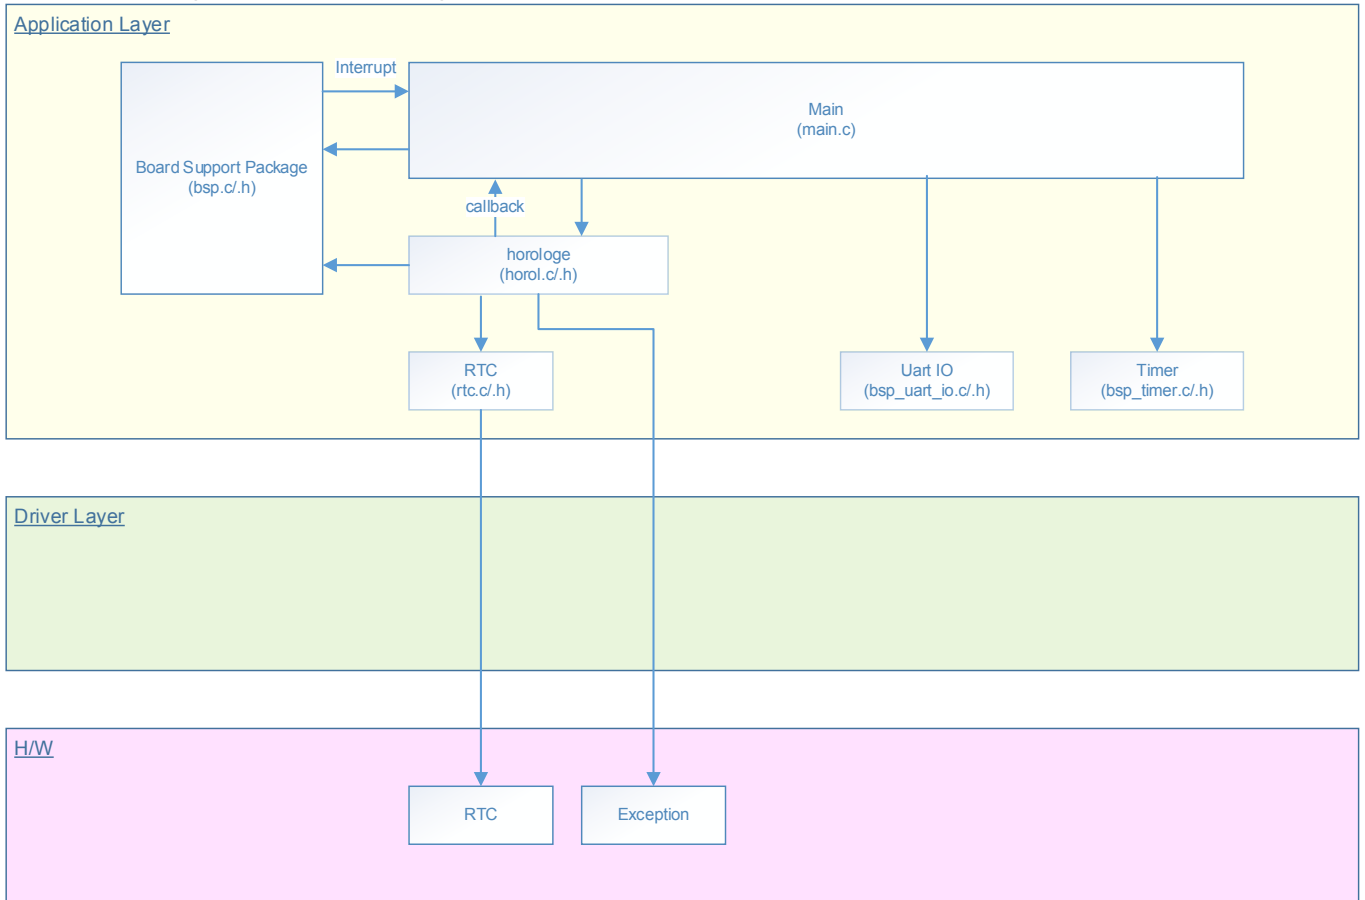 Application Layer
Interrupt
Main
(main.c)
Board Support Package
(bsp.c/.h)
callback
horologe
(horol.c/.h)
RTC
(rtc.c/.h)
Uart IO
(bsp_uart_io.c/.h)
Timer
(bsp_timer.c/.h)
Driver Layer
H/W
RTC
Exception